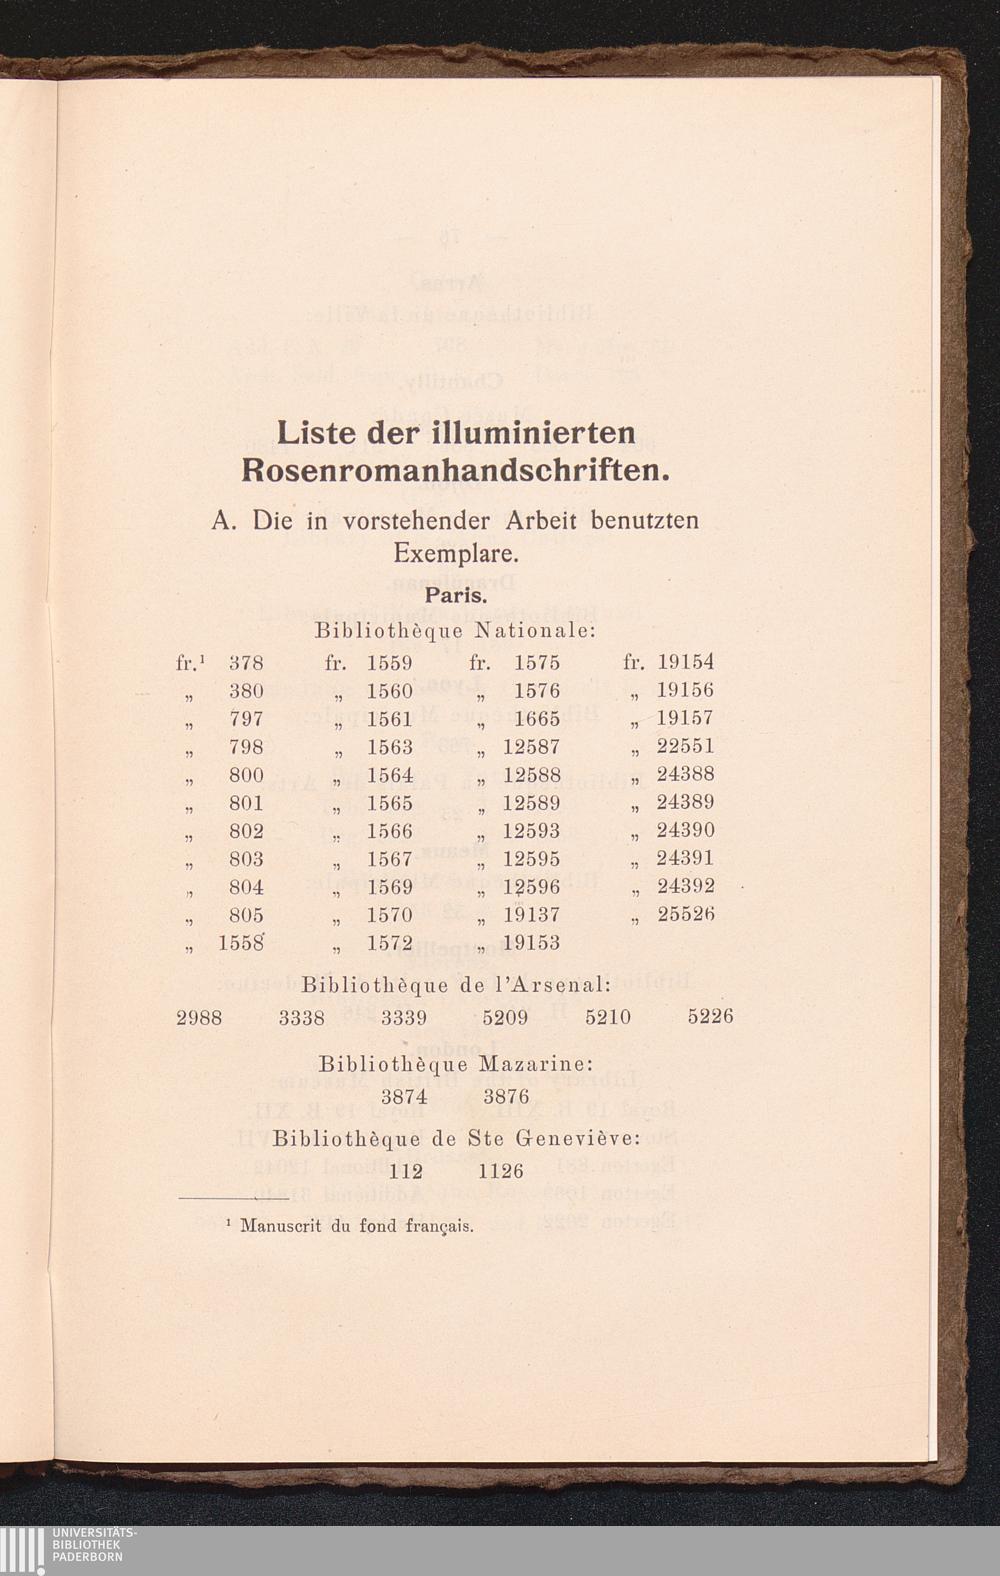 Liste der illuminierten
Rosenromanhandschriften.
A. Die in vorstehender Arbeit benutzten
Exemplare.
Paris.
Bibliothèque Nationale:
fr.¹ 378 fr. 1559 fr. 1575 fr. 19154
„ 380 „ 1560 „ 1576 „ 19156
„ 797 „ 1561 „ 1665 „ 19157
„ 798 „ 1563 „ 12587 „ 22551
„ 800 „ 1564 „ 12588 „ 24388
„ 801 „ 1565 „ 12589 „ 24389
„ 802 „ 1566 „ 12593 „ 24390
„ 803 „ 1567 „ 12595 „ 24391
„ 804 „ 1569 „ 12596 „ 24392
„ 805 „ 1570 „ 19137 „ 25526
„ 1558 „ 1572 „ 19153
Bibliothèque de l'Arsenal:
2988 3338 3339 5209 5210 5226
Bibliothèque Mazarine:
3874 3876
Bibliothèque de Ste Geneviève:
112 1126
¹ Manuscrit du fond français.
UNIVERSITÄTS-
BIBLIOTHEK
PADERBORN